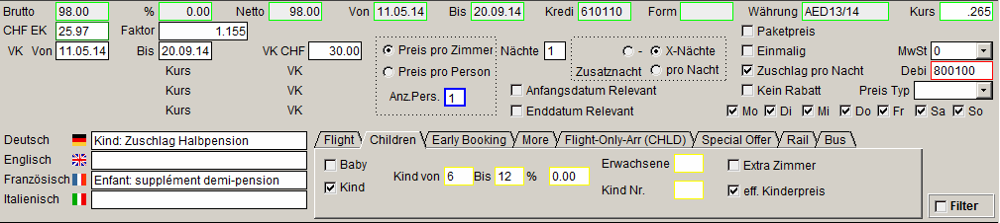 Brutto 98.00 % 0.00 Netto 98.00 Von 11.05.14 Bis 20.09.14 Kredi 610110 Form Währung AED13/14 Kurs .265
CHF EK 25.97 Faktor 1.155 Paketpreis
VK Von 11.05.14 Bis 20.09.14 VK CHF 30.00 Preis pro Zimmer Nächte 1 - X-Nächte Einmalig MwSt 0
Kurs VK Preis pro Person Zusatznacht pro Nacht Zuschlag pro Nacht Debi 800100
Kurs VK Anz.Pers. 1 Anfangsdatum Relevant Kein Rabatt Preis Typ
Kurs VK Enddatum Relevant Mo Di Mi Do Fr Sa So
Deutsch Kind: Zuschlag Halbpension Flight Children Early Booking More Flight-Only-Arr (CHLD) Special Offer Rail Bus
Englisch Baby Kind von 6 Bis 12 % 0.00 Erwachsene Extra Zimmer
Französisch Enfant: supplément demi-pension Kind Kind Nr. eff. Kinderpreis
Italienisch Filter